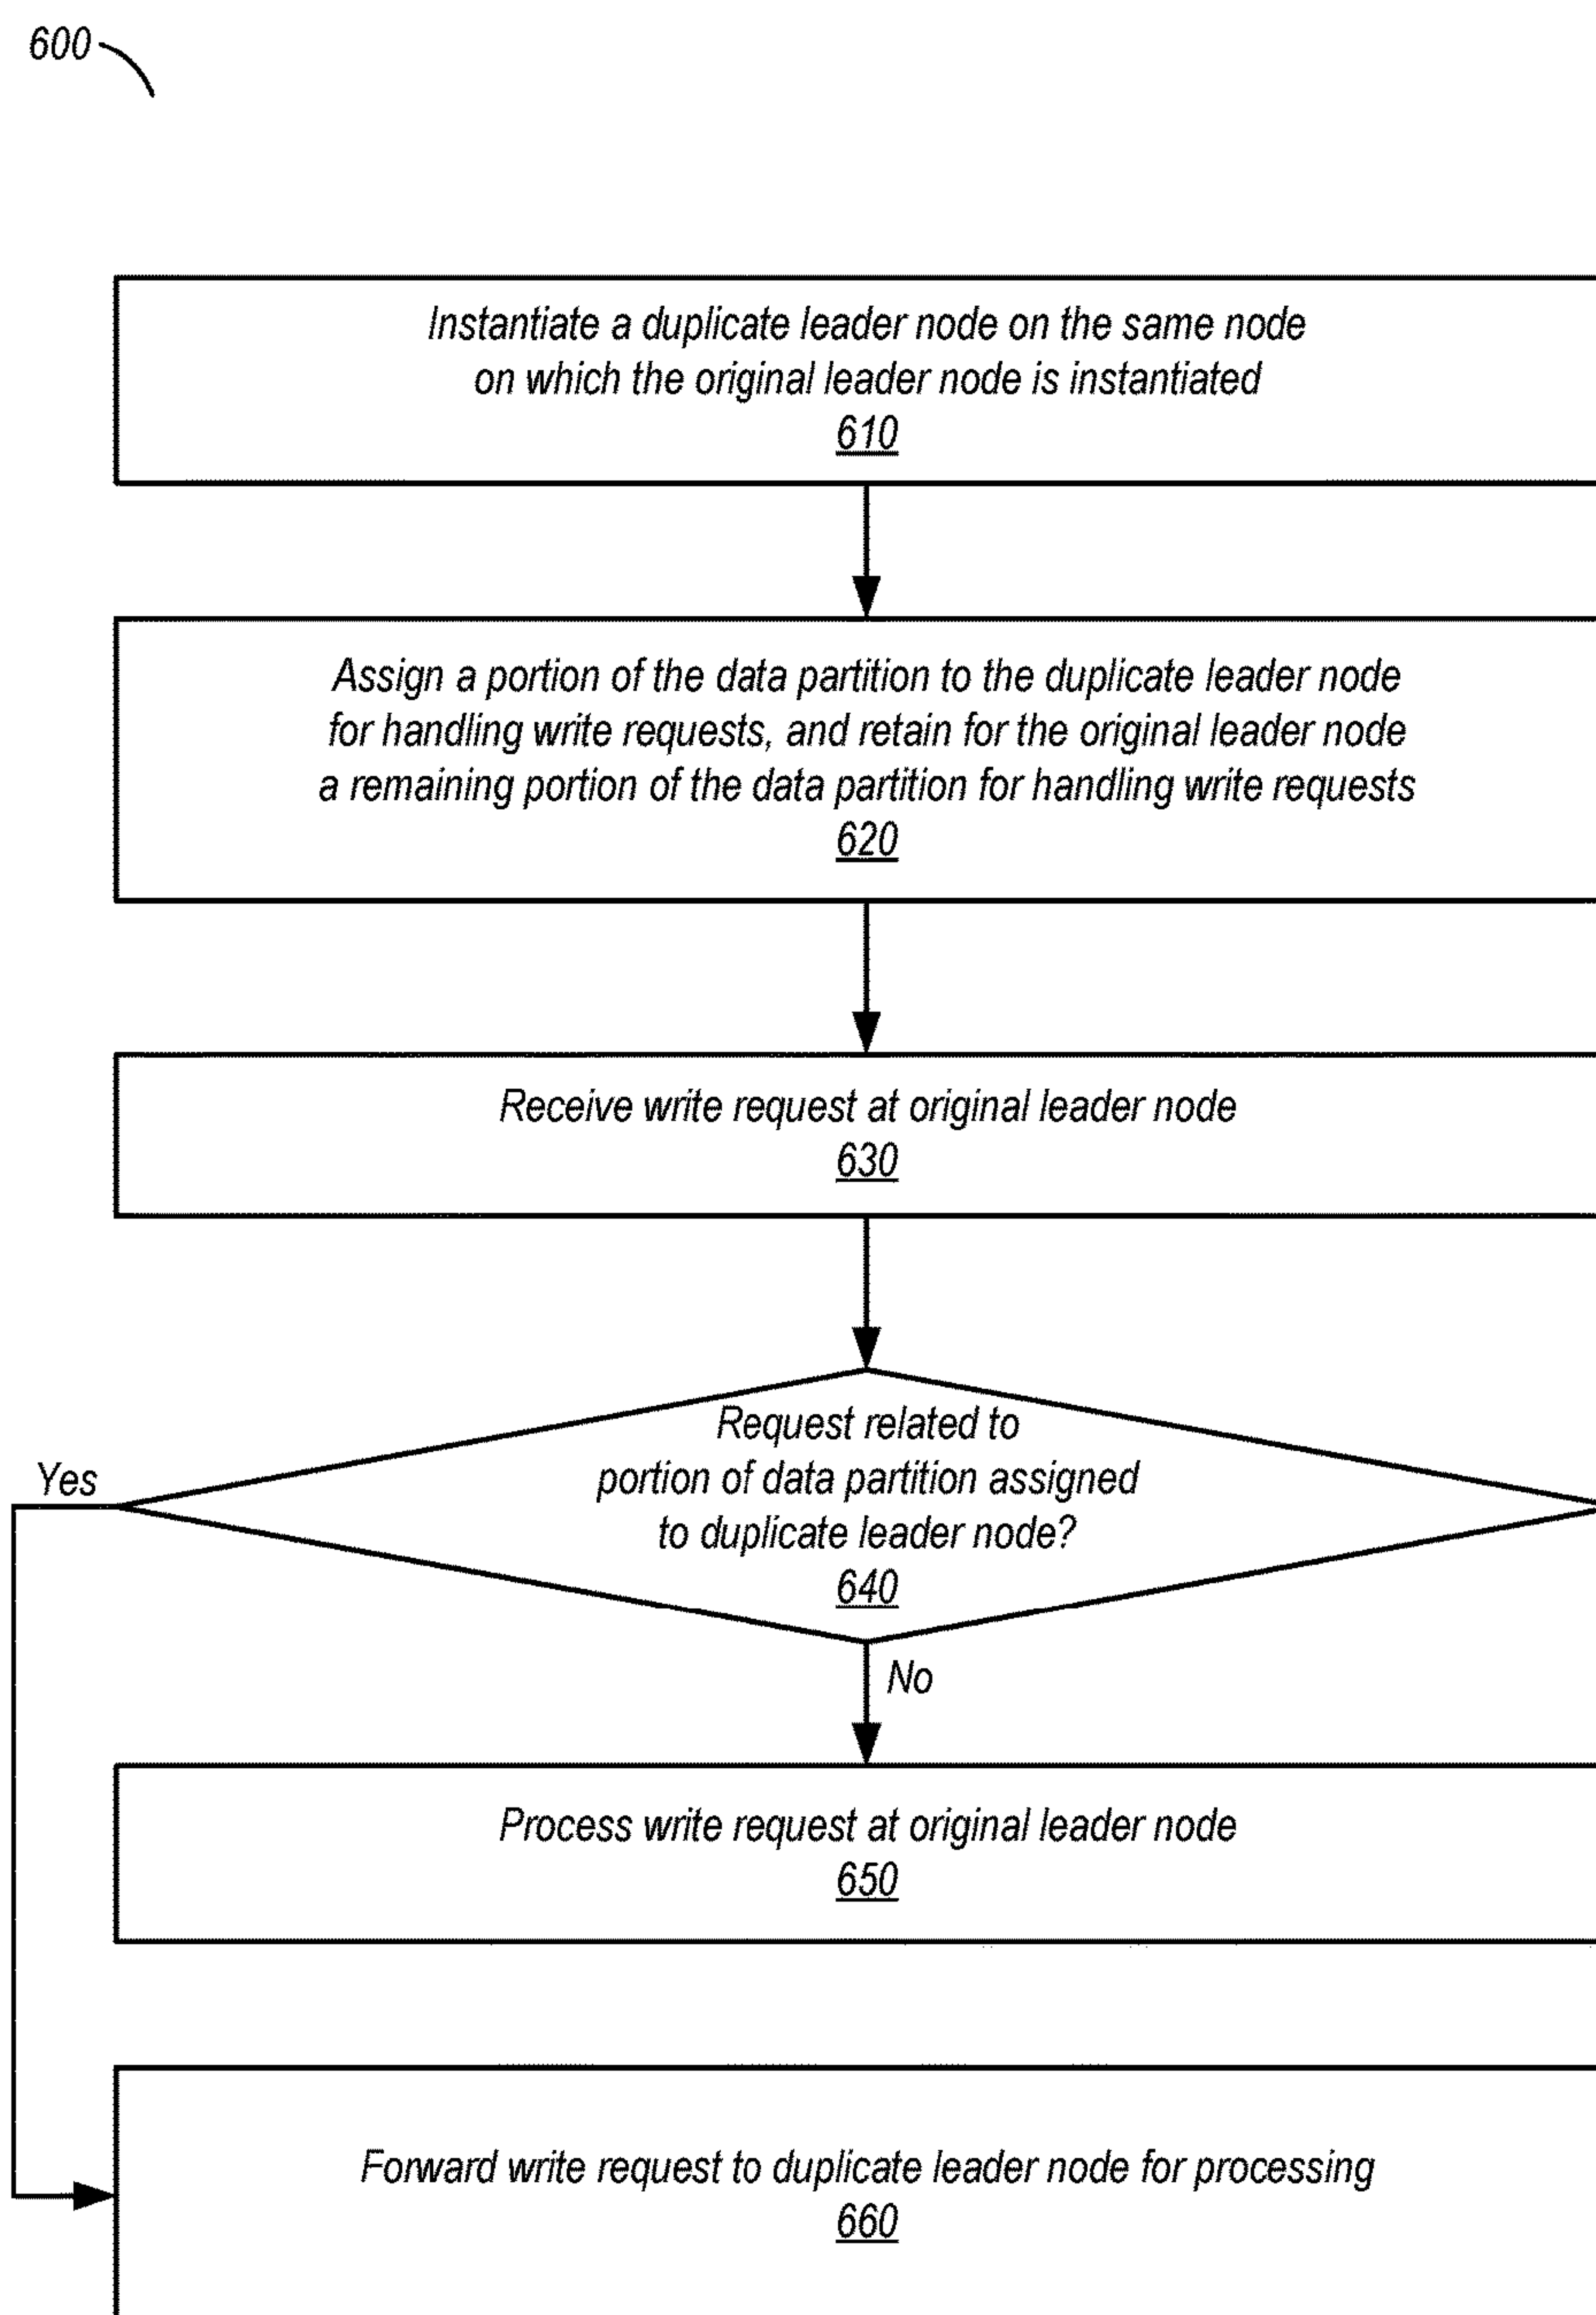 600
Instantiate a duplicate leader node on the same node
on which the original leader node is instantiated
610
Assign a portion of the data partition to the duplicate leader node
for handling write requests, and retain for the original leader node
a remaining portion of the data partition for handling write requests
620
Receive write request at original leader node
630
Request related to
portion of data partition assigned
to duplicate leader node?
640
Yes
No
Process write request at original leader node
650
Forward write request to duplicate leader node for processing
660